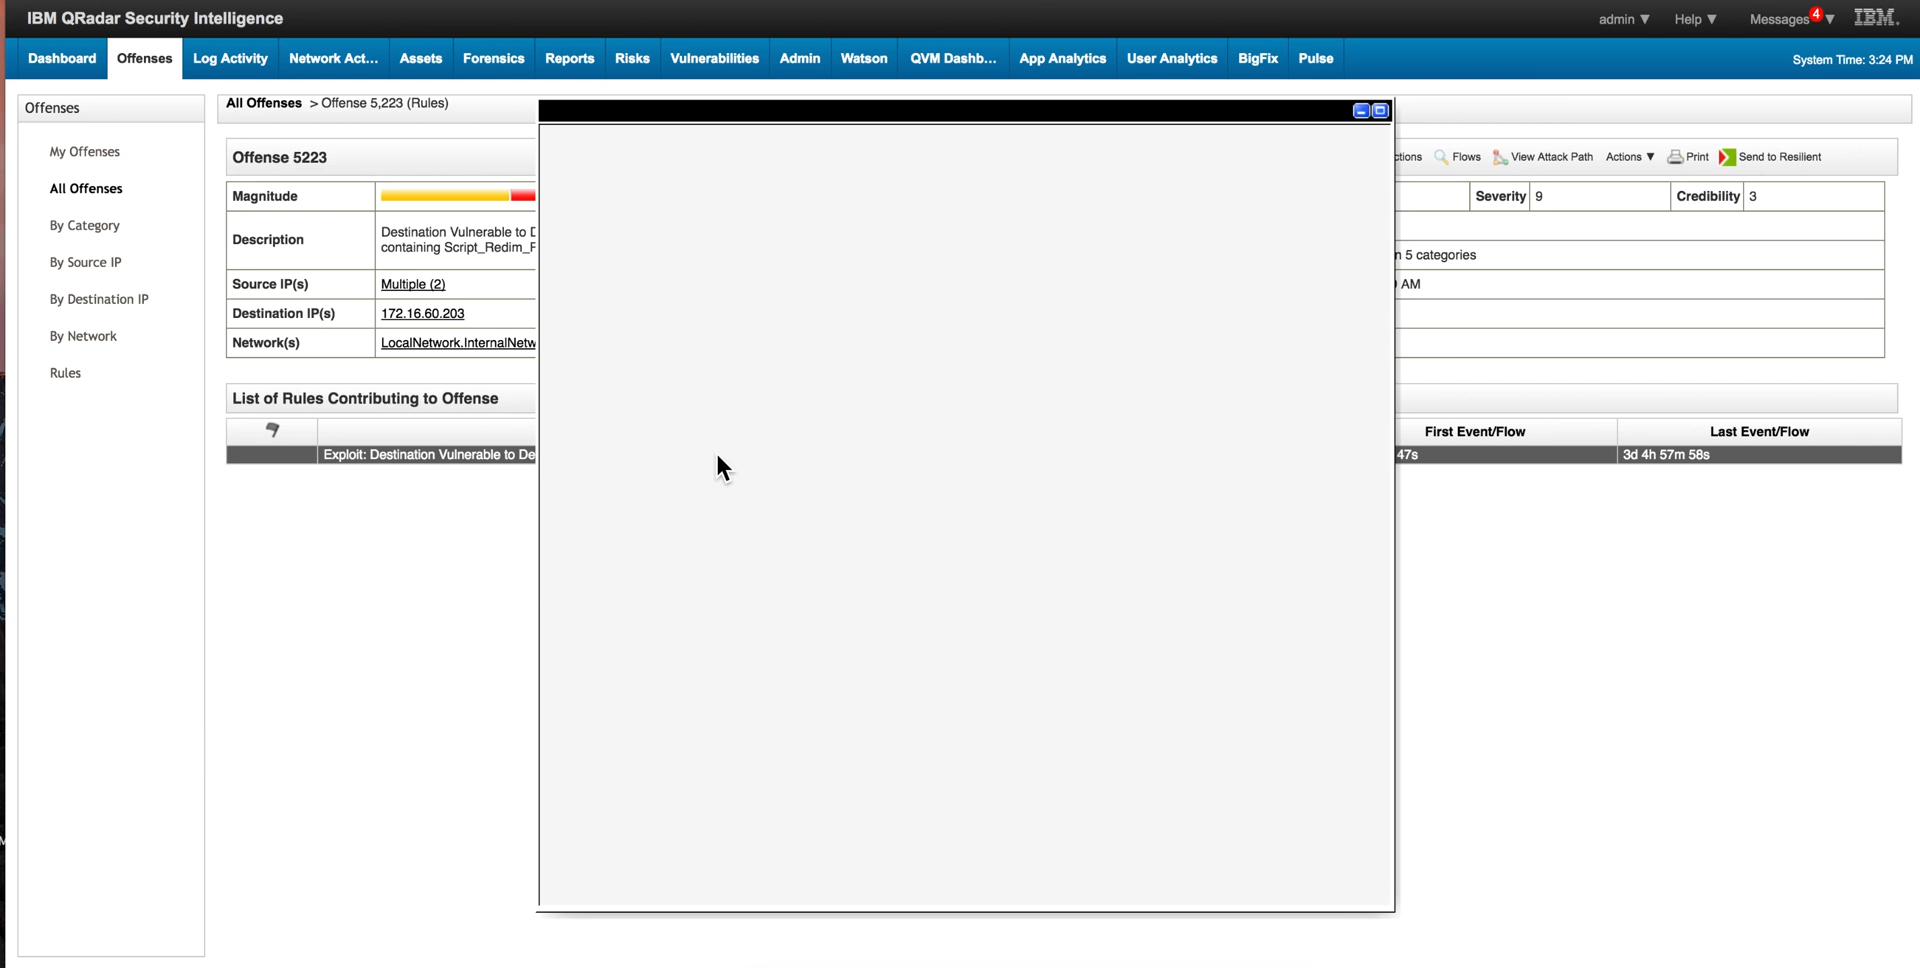 IBM QRadar Security Intelligence
admin ▼ Help ▼ Messages 4 ▼ IBM.
Dashboard Offenses Log Activity Network Act... Assets Forensics Reports Risks Vulnerabilities Admin Watson QVM Dashb... App Analytics User Analytics BigFix Pulse System Time: 3:24 PM
Offenses
My Offenses
All Offenses
By Category
By Source IP
By Destination IP
By Network
Rules
All Offenses > Offense 5,223 (Rules)
Offense 5223
ctions Flows View Attack Path Actions ▼ Print Send to Resilient
Magnitude
Severity 9 Credibility 3
Description
Destination Vulnerable to D
containing Script_Redim_F
n 5 categories
Source IP(s) Multiple (2)
AM
Destination IP(s) 172.16.60.203
Network(s) LocalNetwork.InternalNetw
List of Rules Contributing to Offense
First Event/Flow Last Event/Flow
Exploit: Destination Vulnerable to De
47s 3d 4h 57m 58s